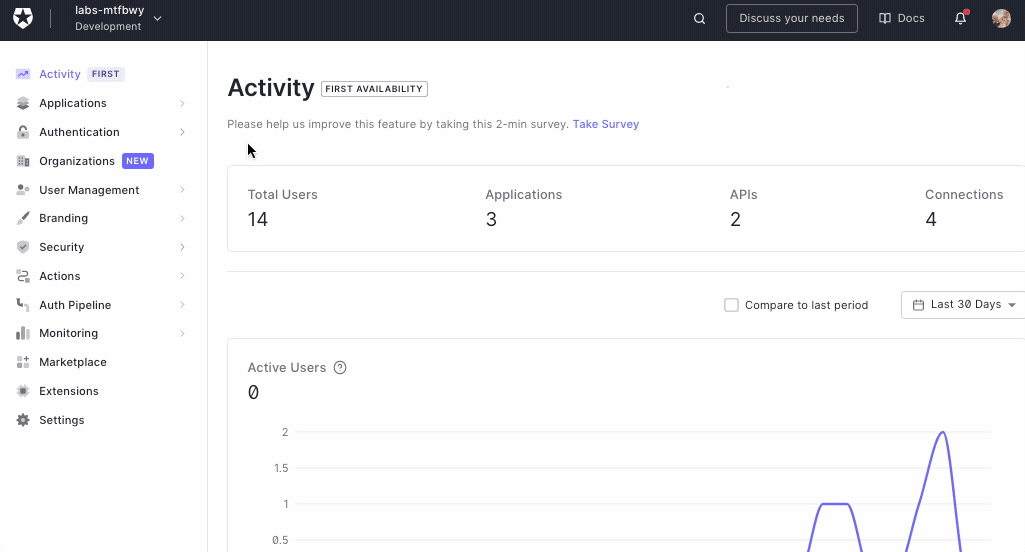 labs-mtfbwy
Development
Discuss your needs
Docs
Activity FIRST
Applications
Authentication
Organizations NEW
User Management
Branding
Security
Actions
Auth Pipeline
Monitoring
Marketplace
Extensions
Settings
Activity FIRST AVAILABILITY
Please help us improve this feature by taking this 2-min survey. Take Survey
Total Users
14
Applications
3
APIs
2
Connections
4
Compare to last period
Last 30 Days
Active Users ?
0
2
1.5
1
0.5